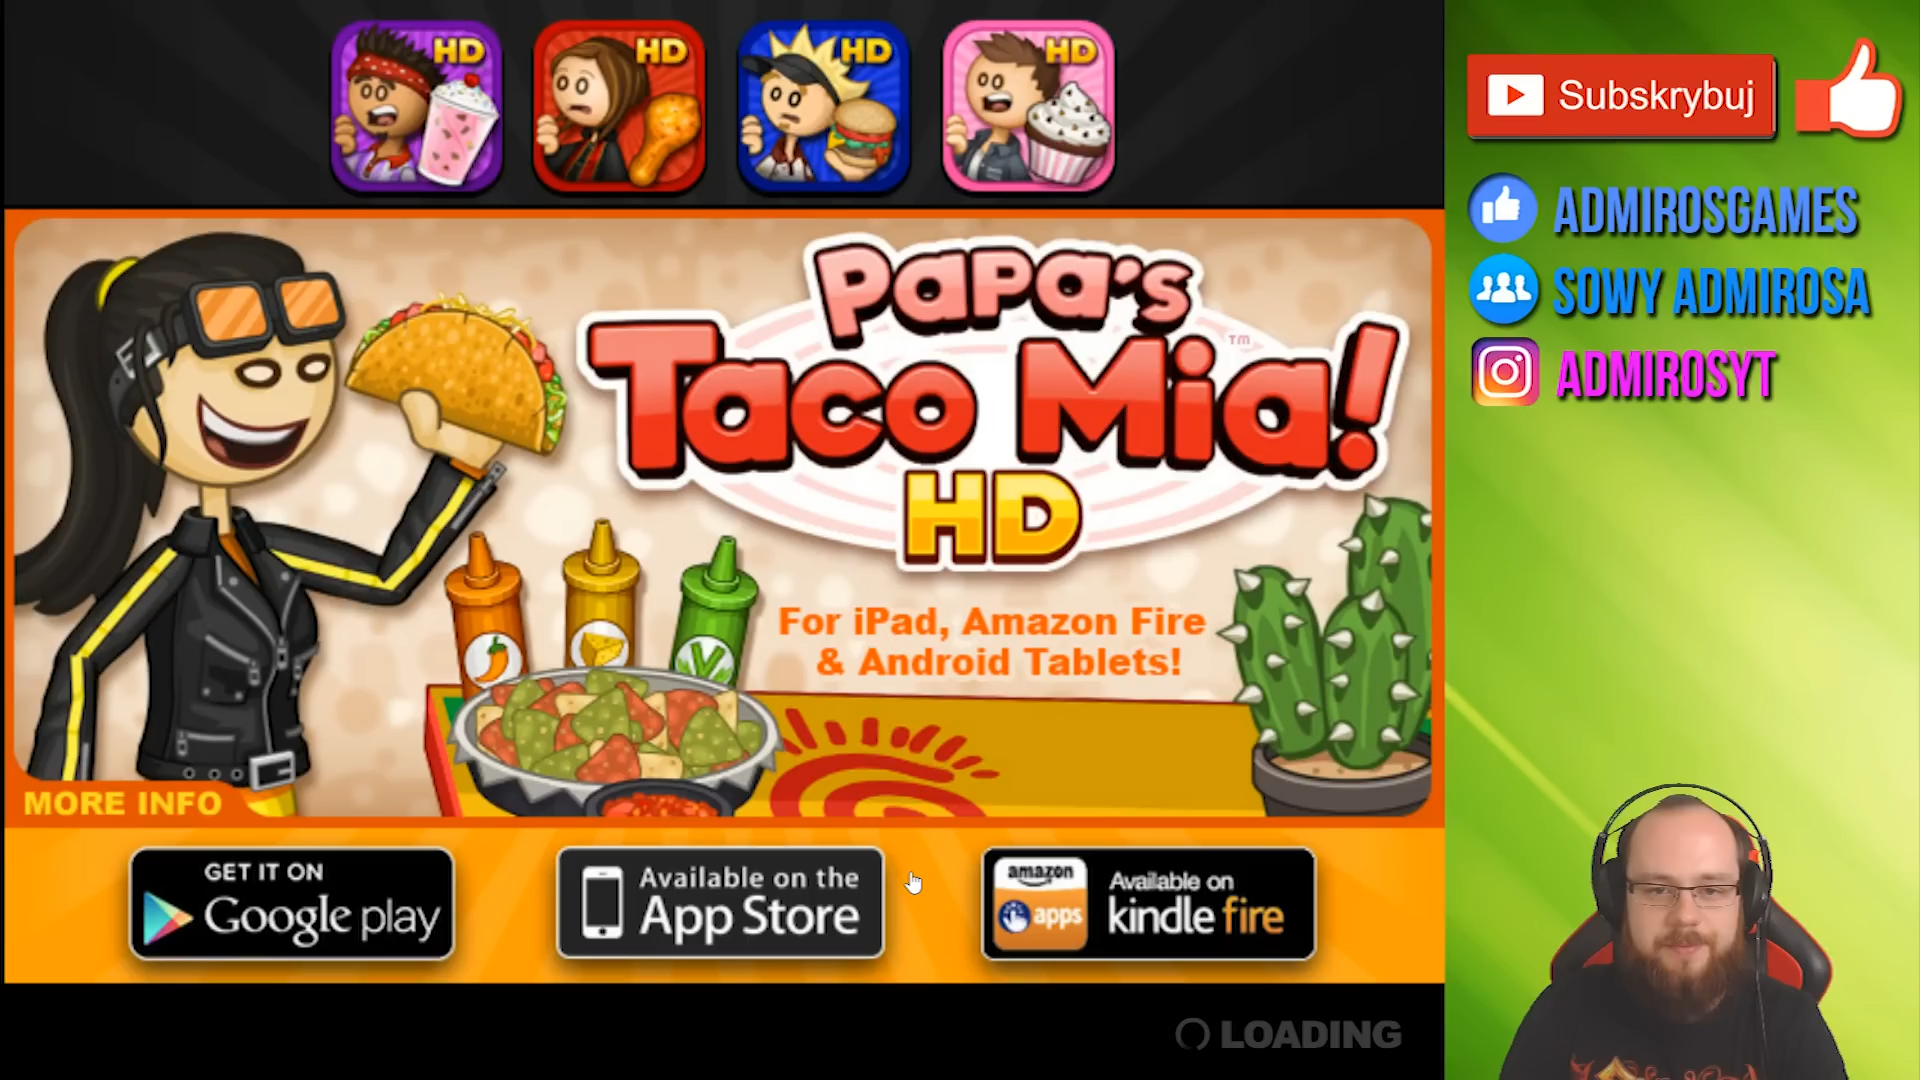 HD
HD
HD
HD
Papa's
Taco Mia!
TM
HD
For iPad, Amazon Fire
& Android Tablets!
MORE INFO
GET IT ON
Google play
Available on the
App Store
amazon
apps
Available on
kindle fire
LOADING
Subskrybuj
ADMIROSGAMES
SOWY ADMIROSA
ADMIROSYT